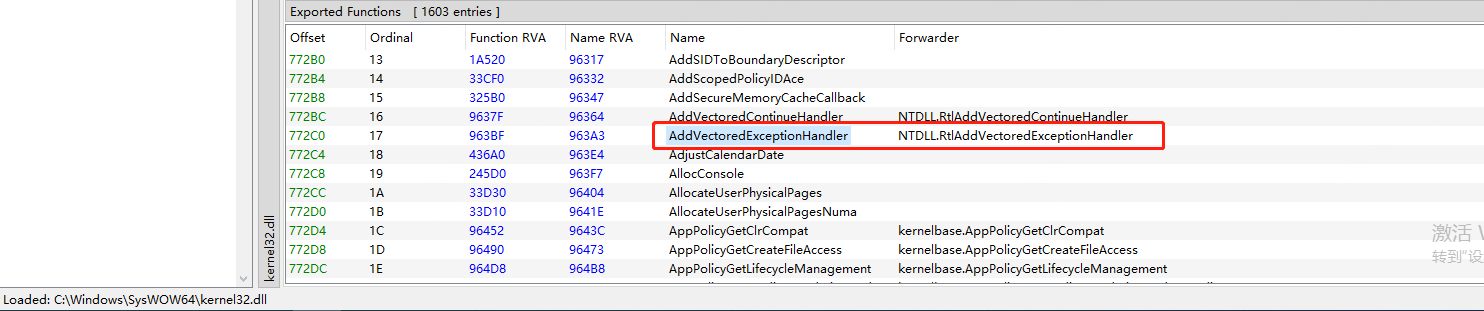 Exported Functions [ 1603 entries ]
Offset Ordinal Function RVA Name RVA Name Forwarder
772B0 13 1A520 96317 AddSIDToBoundaryDescriptor
772B4 14 33CF0 96332 AddScopedPolicyIDAce
772B8 15 325B0 96347 AddSecureMemoryCacheCallback
772BC 16 9637F 96364 AddVectoredContinueHandler NTDLL.RtlAddVectoredContinueHandler
772C0 17 963BF 963A3 AddVectoredExceptionHandler NTDLL.RtlAddVectoredExceptionHandler
772C4 18 436A0 963E4 AdjustCalendarDate
772C8 19 245D0 963F7 AllocConsole
772CC 1A 33D30 96404 AllocateUserPhysicalPages
772D0 1B 33D10 9641E AllocateUserPhysicalPagesNuma
772D4 1C 96452 9643C AppPolicyGetClrCompat kernelbase.AppPolicyGetClrCompat
772D8 1D 96490 96473 AppPolicyGetCreateFileAccess kernelbase.AppPolicyGetCreateFileAccess
772DC 1E 964D8 964B8 AppPolicyGetLifecycleManagement kernelbase.AppPolicyGetLifecycleManagement
kernel32.dll
激活 W
转到"设
Loaded: C:\Windows\SysWOW64\kernel32.dll